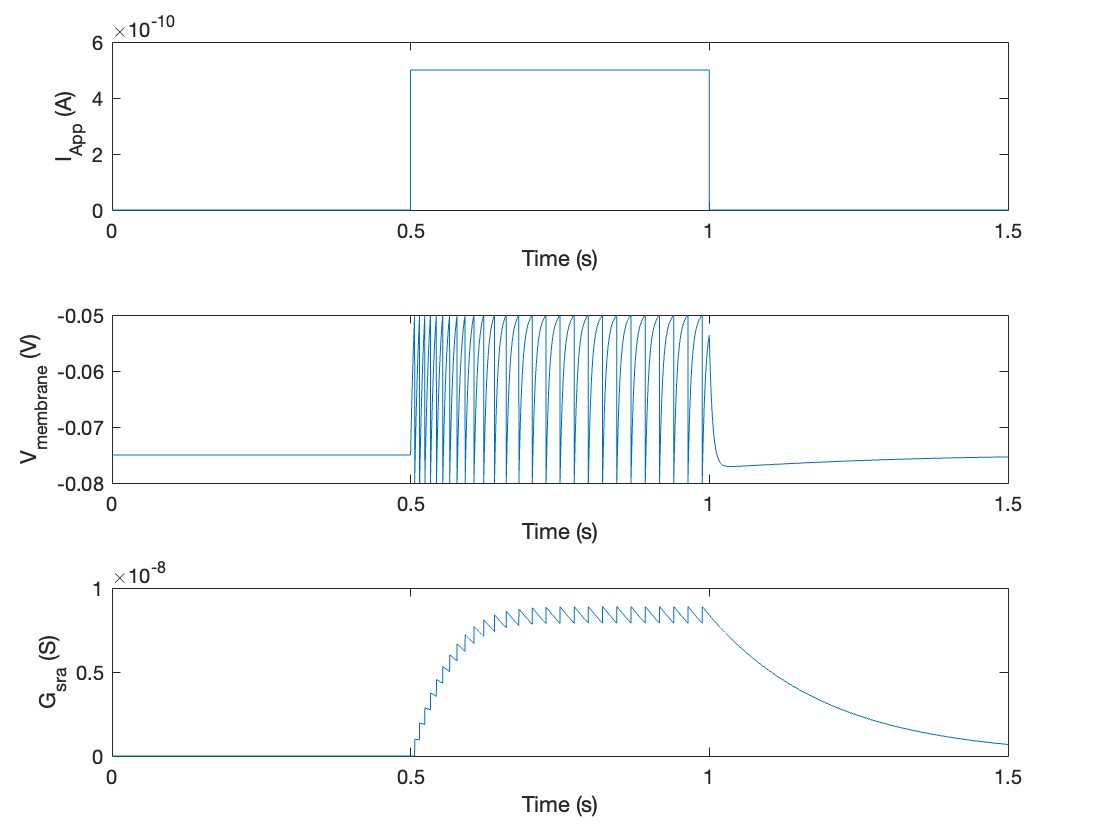 ×10^-10
6
4
2
0
I_App (A)
0 0.5 1 1.5
Time (s)
-0.05
-0.06
-0.07
-0.08
V_membrane (V)
0 0.5 1 1.5
Time (s)
×10^-8
1
0.5
0
G_sra (S)
0 0.5 1 1.5
Time (s)